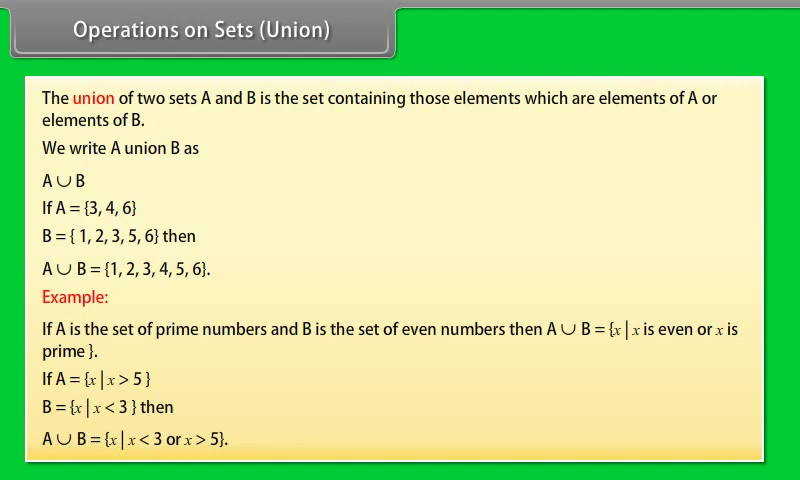 Operations on Sets (Union)
The union of two sets A and B is the set containing those elements which are elements of A or
elements of B.
We write A union B as
A ∪ B
If A = {3, 4, 6}
B = { 1, 2, 3, 5, 6} then
A ∪ B = {1, 2, 3, 4, 5, 6}.
Example:
If A is the set of prime numbers and B is the set of even numbers then A ∪ B = {x | x is even or x is
prime }.
If A = {x | x > 5 }
B = {x | x < 3 } then
A ∪ B = {x | x < 3 or x > 5}.